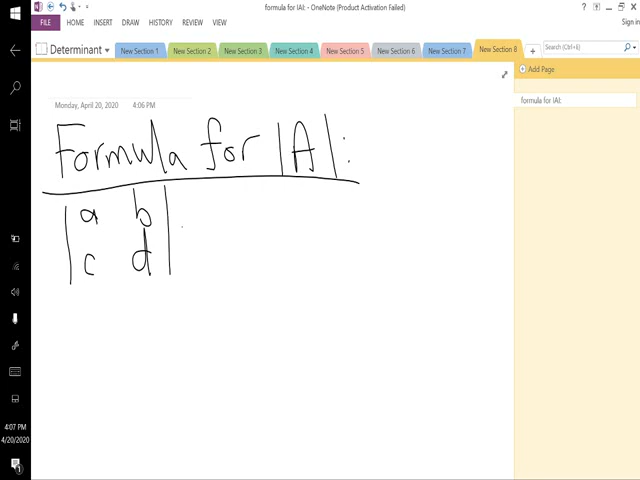 formula for IAI: - OneNote (Product Activation Failed)
FILE HOME INSERT DRAW HISTORY REVIEW VIEW
Sign in
Determinant New Section 1 New Section 2 New Section 3 New Section 4 New Section 5 New Section 6 New Section 7 New Section 8
Search (Ctrl+E)
Add Page
formula for IAI:
Monday, April 20, 2020 4:06 PM
Formula for |A|:
|a b|
|c d|
4:07 PM
4/20/2020